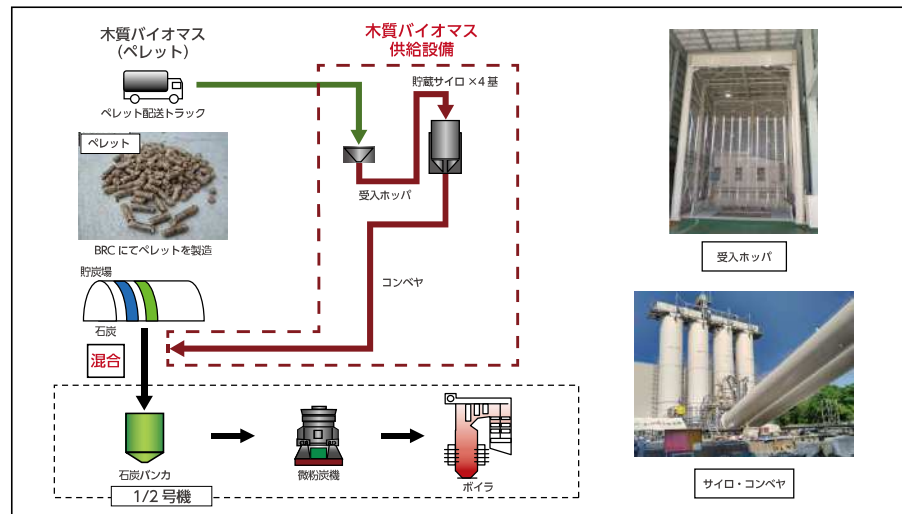 木質バイオマス
(ペレット)
ペレット配送トラック
ペレット
BRCにてペレットを製造
貯炭場
石炭
混合
木質バイオマス
供給設備
貯蔵サイロ×4基
受入ホッパ
コンベヤ
石炭バンカ
微粉炭機
ボイラ
1/2号機
受入ホッパ
サイロ・コンベヤ